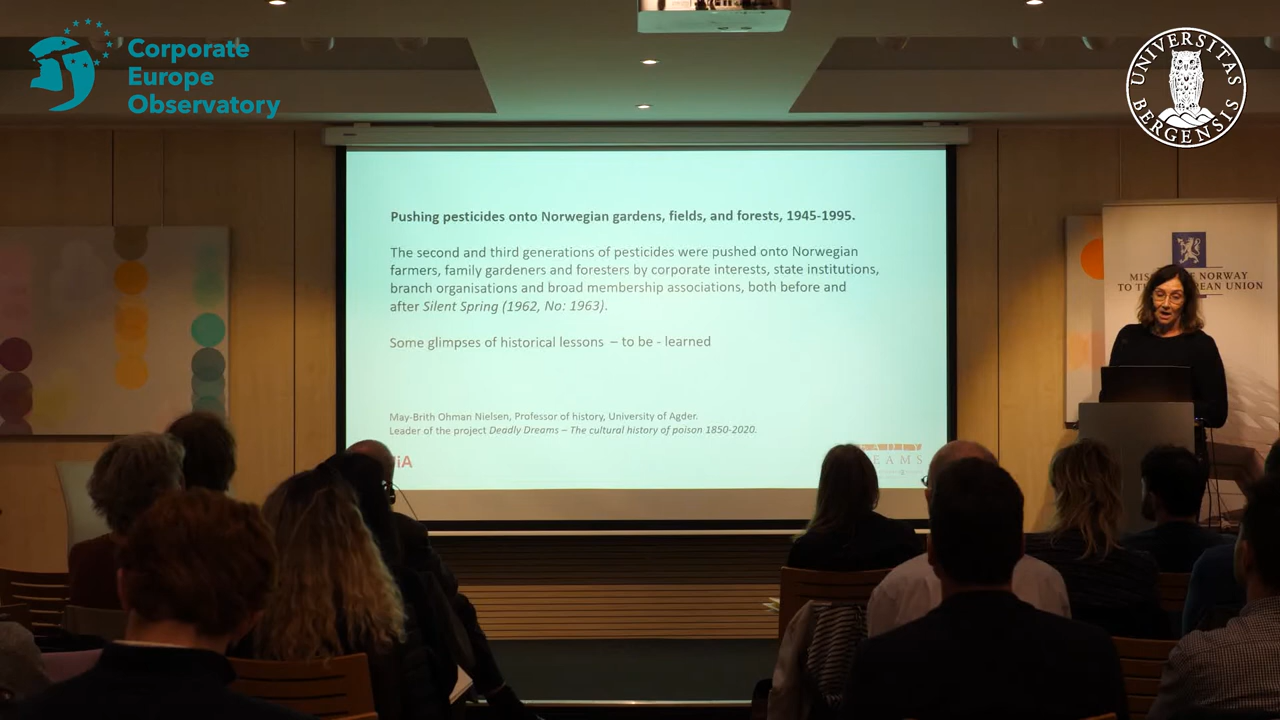 Corporate
Europe
Observatory
UNIVERSITAS
BERGENSIS
Pushing pesticides onto Norwegian gardens, fields, and forests, 1945-1995.
The second and third generations of pesticides were pushed onto Norwegian
farmers, family gardeners and foresters by corporate interests, state institutions,
branch organisations and broad membership associations, both before and
after Silent Spring (1962, No: 1963).
Some glimpses of historical lessons – to be - learned
May-Brith Ohman Nielsen, Professor of history, University of Agder.
Leader of the project Deadly Dreams – The cultural history of poison 1850-2020.
iA
EAMS
NORWAY
UNION